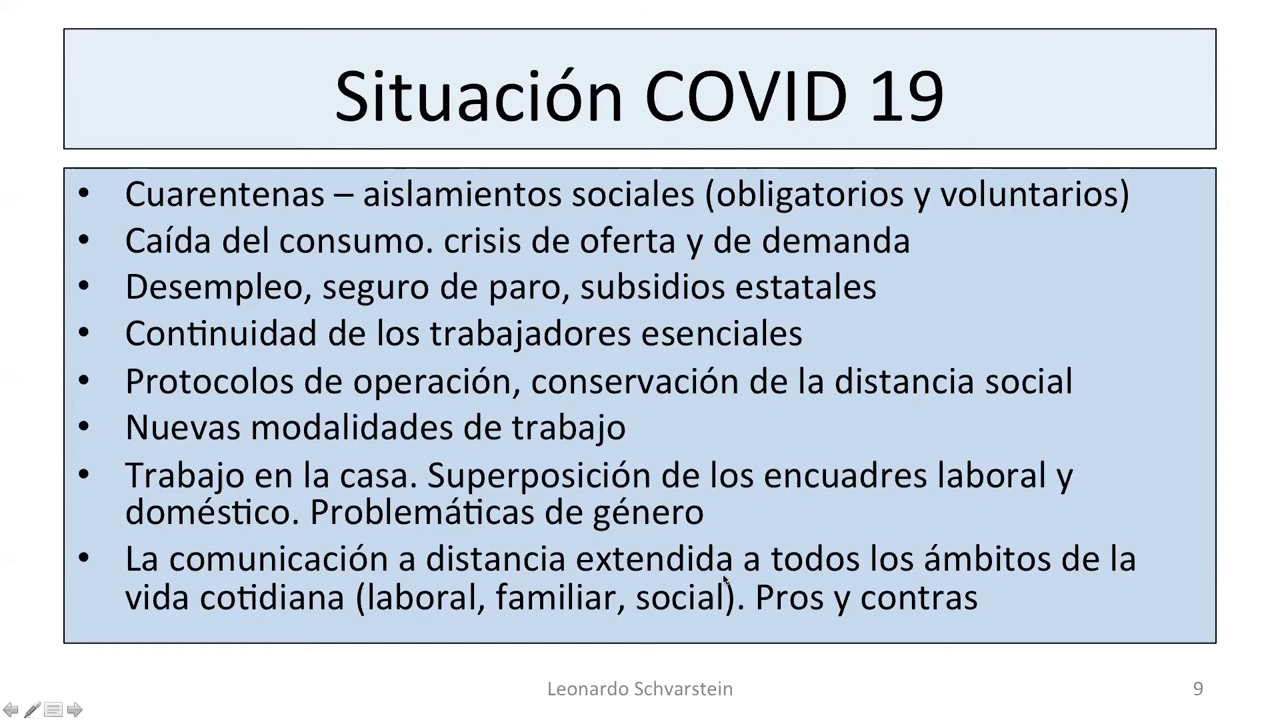 Situación COVID 19
• Cuarentenas – aislamientos sociales (obligatorios y voluntarios)
• Caída del consumo. crisis de oferta y de demanda
• Desempleo, seguro de paro, subsidios estatales
• Continuidad de los trabajadores esenciales
• Protocolos de operación, conservación de la distancia social
• Nuevas modalidades de trabajo
• Trabajo en la casa. Superposición de los encuadres laboral y
doméstico. Problemáticas de género
• La comunicación a distancia extendida a todos los ámbitos de la
vida cotidiana (laboral, familiar, social). Pros y contras
Leonardo Schvarstein
9